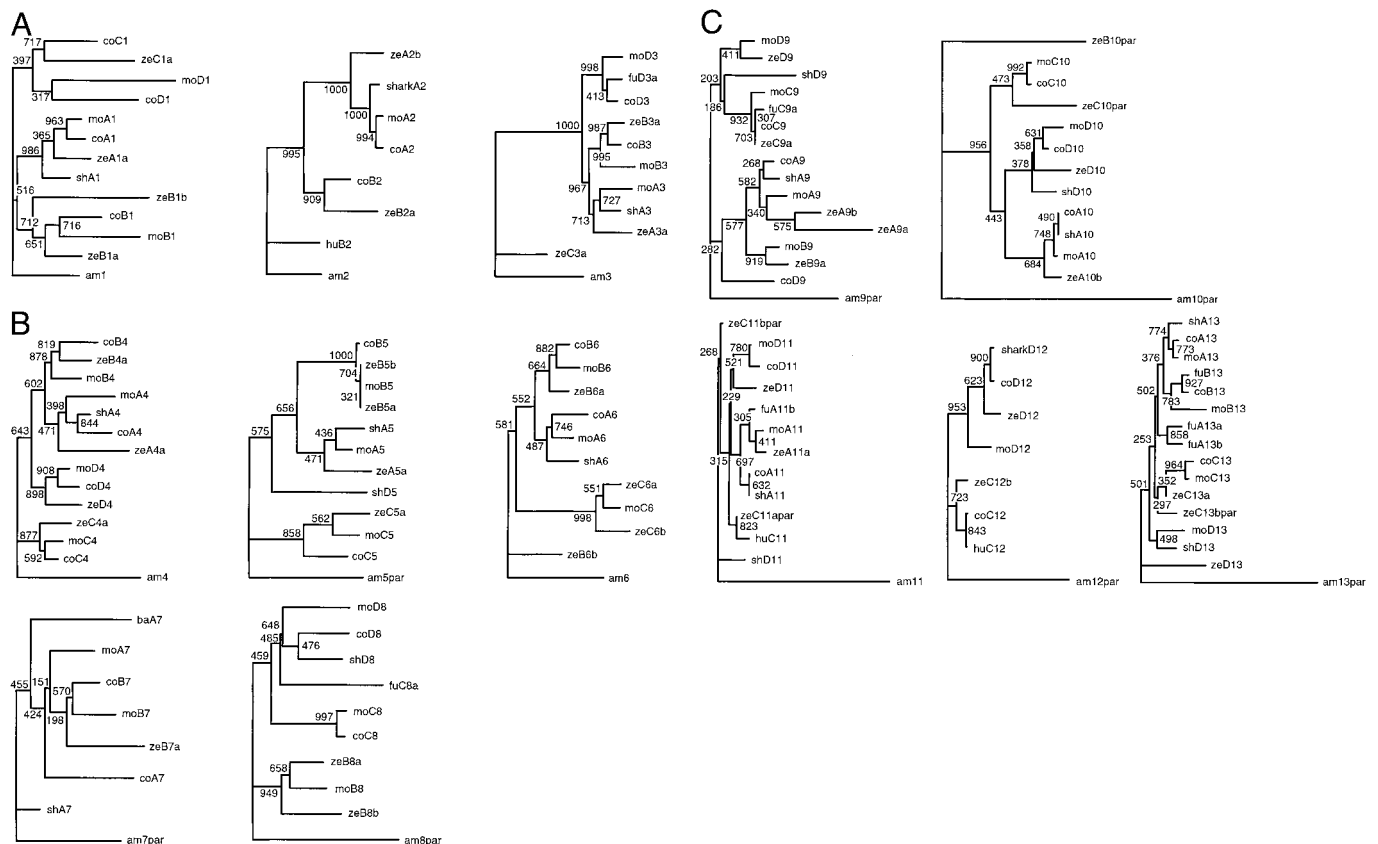 A
717
coC1
397
zeC1a
moD1
317
coD1
963
moA1
365
coA1
986
zeA1a
shA1
516
zeB1b
coB1
712
716
651
moB1
zeB1a
am1
zeA2b
1000
sharkA2
1000
moA2
994
coA2
995
coB2
909
zeB2a
huB2
am2
moD3
998
fuD3a
413
coD3
1000
987
zeB3a
coB3
995
moB3
967
moA3
727
shA3
713
zeA3a
zeC3a
am3
B
819
coB4
878
zeB4a
602
moB4
moA4
398
shA4
844
coA4
471
643
zeA4a
908
moD4
coD4
898
zeD4
zeC4a
877
moC4
592
coC4
am4
coB5
1000
zeB5b
704
moB5
321
zeB5a
656
436
shA5
575
moA5
471
zeA5a
shD5
zeC5a
562
858
moC5
coC5
am5par
882
coB6
664
moB6
zeB6a
552
coA6
746
581
moA6
487
shA6
551
zeC6a
moC6
998
zeC6b
zeB6b
am6
baA7
moA7
455
151
570
coB7
424
198
moB7
zeB7a
coA7
shA7
am7par
648
moD8
485
coD8
476
459
shD8
fuC8a
997
moC8
coC8
zeB8a
658
moB8
949
zeB8b
am8par
C
moD9
411
zeD9
203
shD9
186
moC9
fuC9a
932
307
coC9
703
zeC9a
268
coA9
582
shA9
moA9
340
zeA9b
577
575
zeA9a
282
moB9
919
zeB9a
coD9
am9par
zeB10par
992
moC10
473
coC10
zeC10par
956
631
moD10
358
coD10
378
zeD10
shD10
443
490
coA10
748
shA10
684
moA10
zeA10b
am10par
zeC11bpar
268
780
moD11
521
coD11
zeD11
229
305
fuA11b
moA11
411
315
697
zeA11a
coA11
632
shA11
zeC11apar
823
huC11
shD11
am11
900
sharkD12
623
coD12
953
zeD12
moD12
zeC12b
723
coC12
843
huC12
am12par
774
shA13
coA13
376
773
moA13
fuB13
502
927
coB13
783
moB13
fuA13a
253
858
fuA13b
964
coC13
501
352
moC13
zeC13a
297
zeC13bpar
moD13
498
shD13
zeD13
am13par